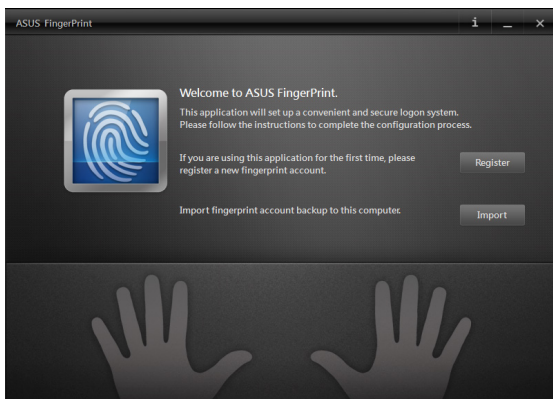 ASUS FingerPrint
Welcome to ASUS FingerPrint.
This application will set up a convenient and secure logon system.
Please follow the instructions to complete the configuration process.
If you are using this application for the first time, please
register a new fingerprint account.
Register
Import fingerprint account backup to this computer.
Import